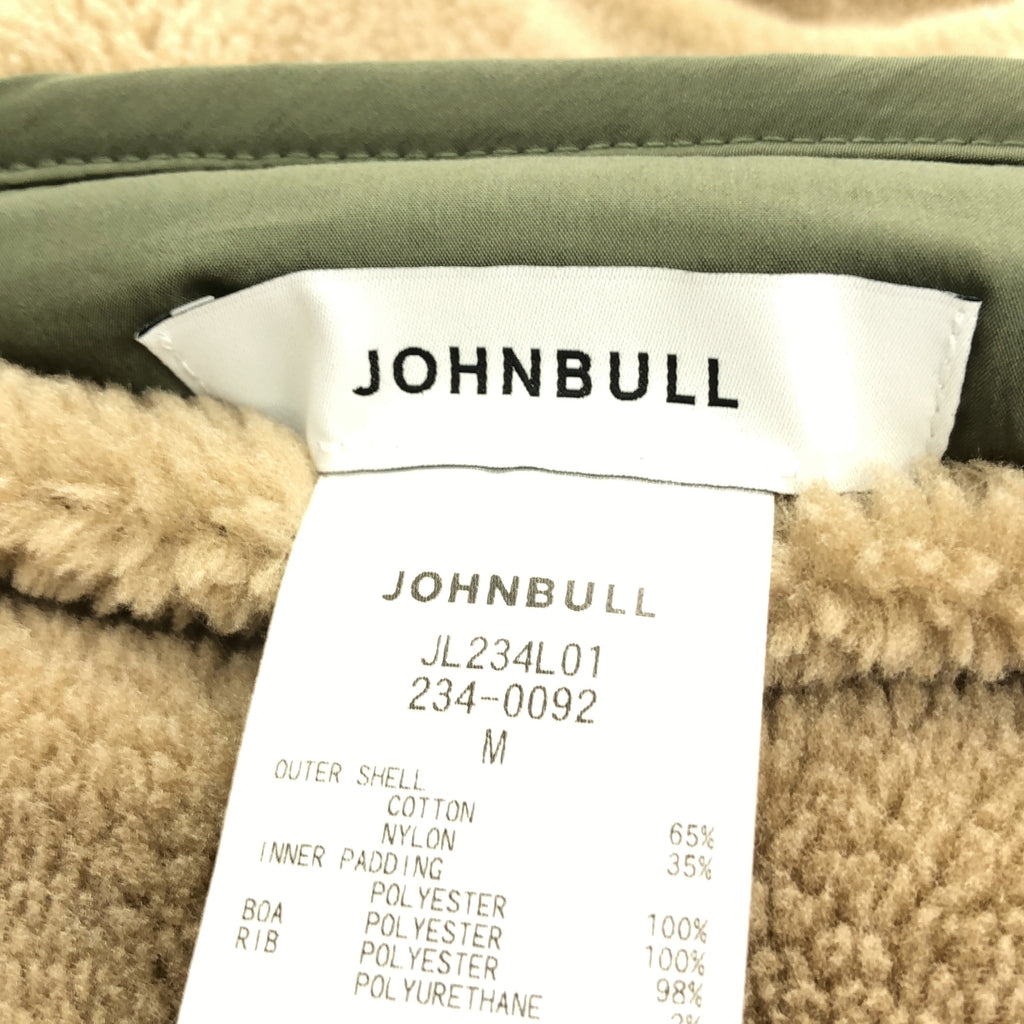 JOHNBULL
JOHNBULL
JL234L01
234-0092
M
OUTER SHELL
COTTON 65%
NYLON 35%
INNER PADDING
POLYESTER 100%
BOA POLYESTER 100%
RIB POLYESTER 98%
POLYURETHANE 2%